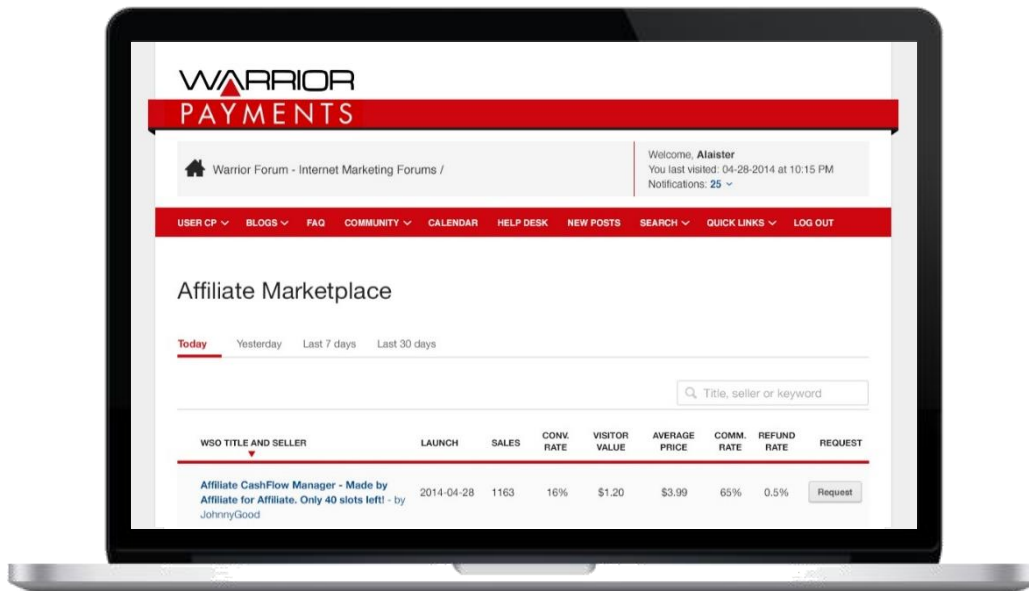 WARRIOR
PAYMENTS
Warrior Forum - Internet Marketing Forums /
Welcome, Alaister
You last visited: 04-28-2014 at 10:15 PM
Notifications: 25
USER CP BLOGS FAQ COMMUNITY CALENDAR HELP DESK NEW POSTS SEARCH QUICK LINKS LOG OUT
Affiliate Marketplace
Today Yesterday Last 7 days Last 30 days
Title, seller or keyword
WSO TITLE AND SELLER LAUNCH SALES CONV. RATE VISITOR VALUE AVERAGE PRICE COMM. RATE REFUND RATE REQUEST
Affiliate CashFlow Manager - Made by
Affiliate for Affiliate. Only 40 slots left! - by
JohnnyGood
2014-04-28 1163 16% $1.20 $3.99 65% 0.5% Request